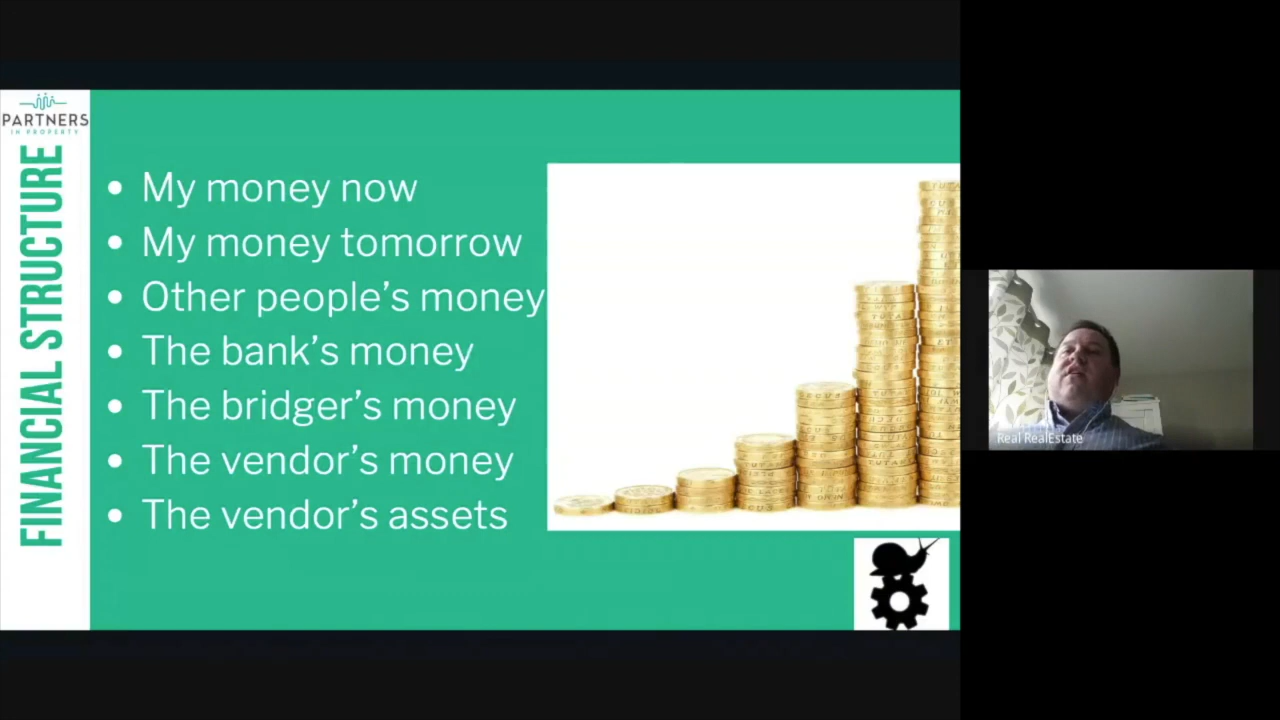 PARTNERS
IN PROPERTY
FINANCIAL STRUCTURE
My money now
My money tomorrow
Other people’s money
The bank’s money
The bridger’s money
The vendor’s money
The vendor’s assets
Real RealEstate